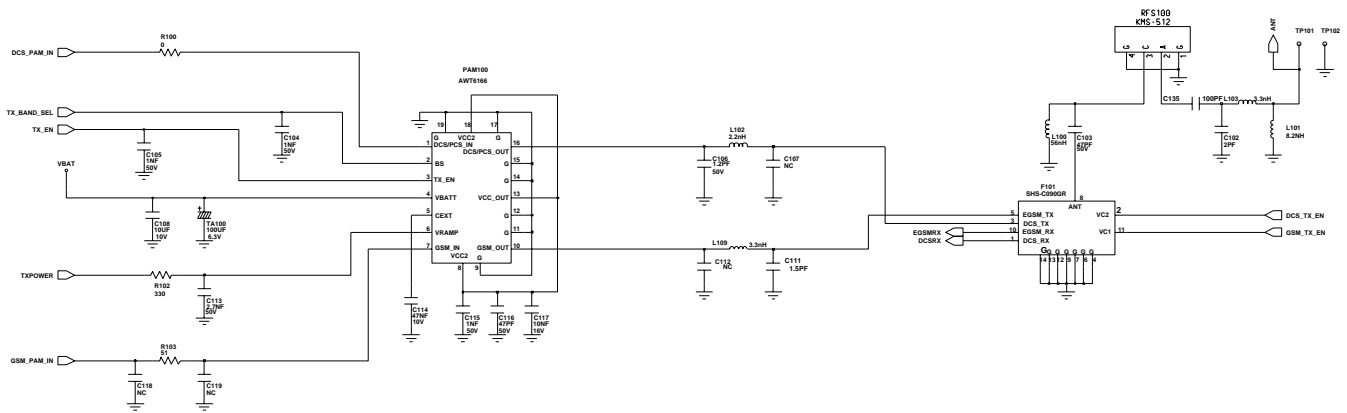 RFS100
KMS-512
G
C
A
G
4
3
2
1
ANT
TP101
TP102
R100
0
DCS_PAM_IN
PAM100
AWT6166
C135
100PF
L103
3.3nH
TX_BAND_SEL
TX_EN
C104
1NF
50V
C105
1NF
50V
VBAT
19
18
17
G
VCC2
G
1
DCS/PCS_IN
DCS/PCS_OUT
16
2
BS
G
15
3
TX_EN
G
14
4
VBATT
VCC_OUT
13
5
CEXT
G
12
6
VRAMP
G
11
7
GSM_IN
GSM_OUT
10
VCC2
G
8
9
L102
2.2nH
C106
1.2PF
50V
C107
NC
L100
56nH
C103
47PF
50V
C102
2PF
L101
8.2NH
F101
SHS-C090GR
8
ANT
5
EGSM_TX
3
DCS_TX
10
EGSM_RX
1
DCS_RX
VC2
2
VC1
11
DCS_TX_EN
GSM_TX_EN
EGSMRX
DCSRX
G
G
G
G
G
G
G
14
13
12
9
7
6
4
C108
10UF
10V
+
TA100
100UF
6.3V
L109
3.3nH
C112
NC
C111
1.5PF
TXPOWER
R102
330
C113
2.7NF
50V
C114
47NF
10V
C115
1NF
50V
C116
47PF
50V
C117
10NF
16V
GSM_PAM_IN
R103
51
C118
NC
C119
NC